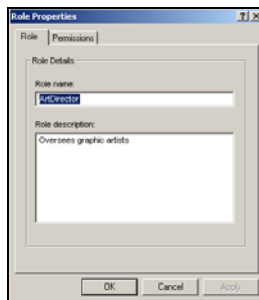 Role Properties
Role Permissions
Role Details
Role name:
ArtDirector
Role description:
Oversees graphic artists
OK Cancel Apply